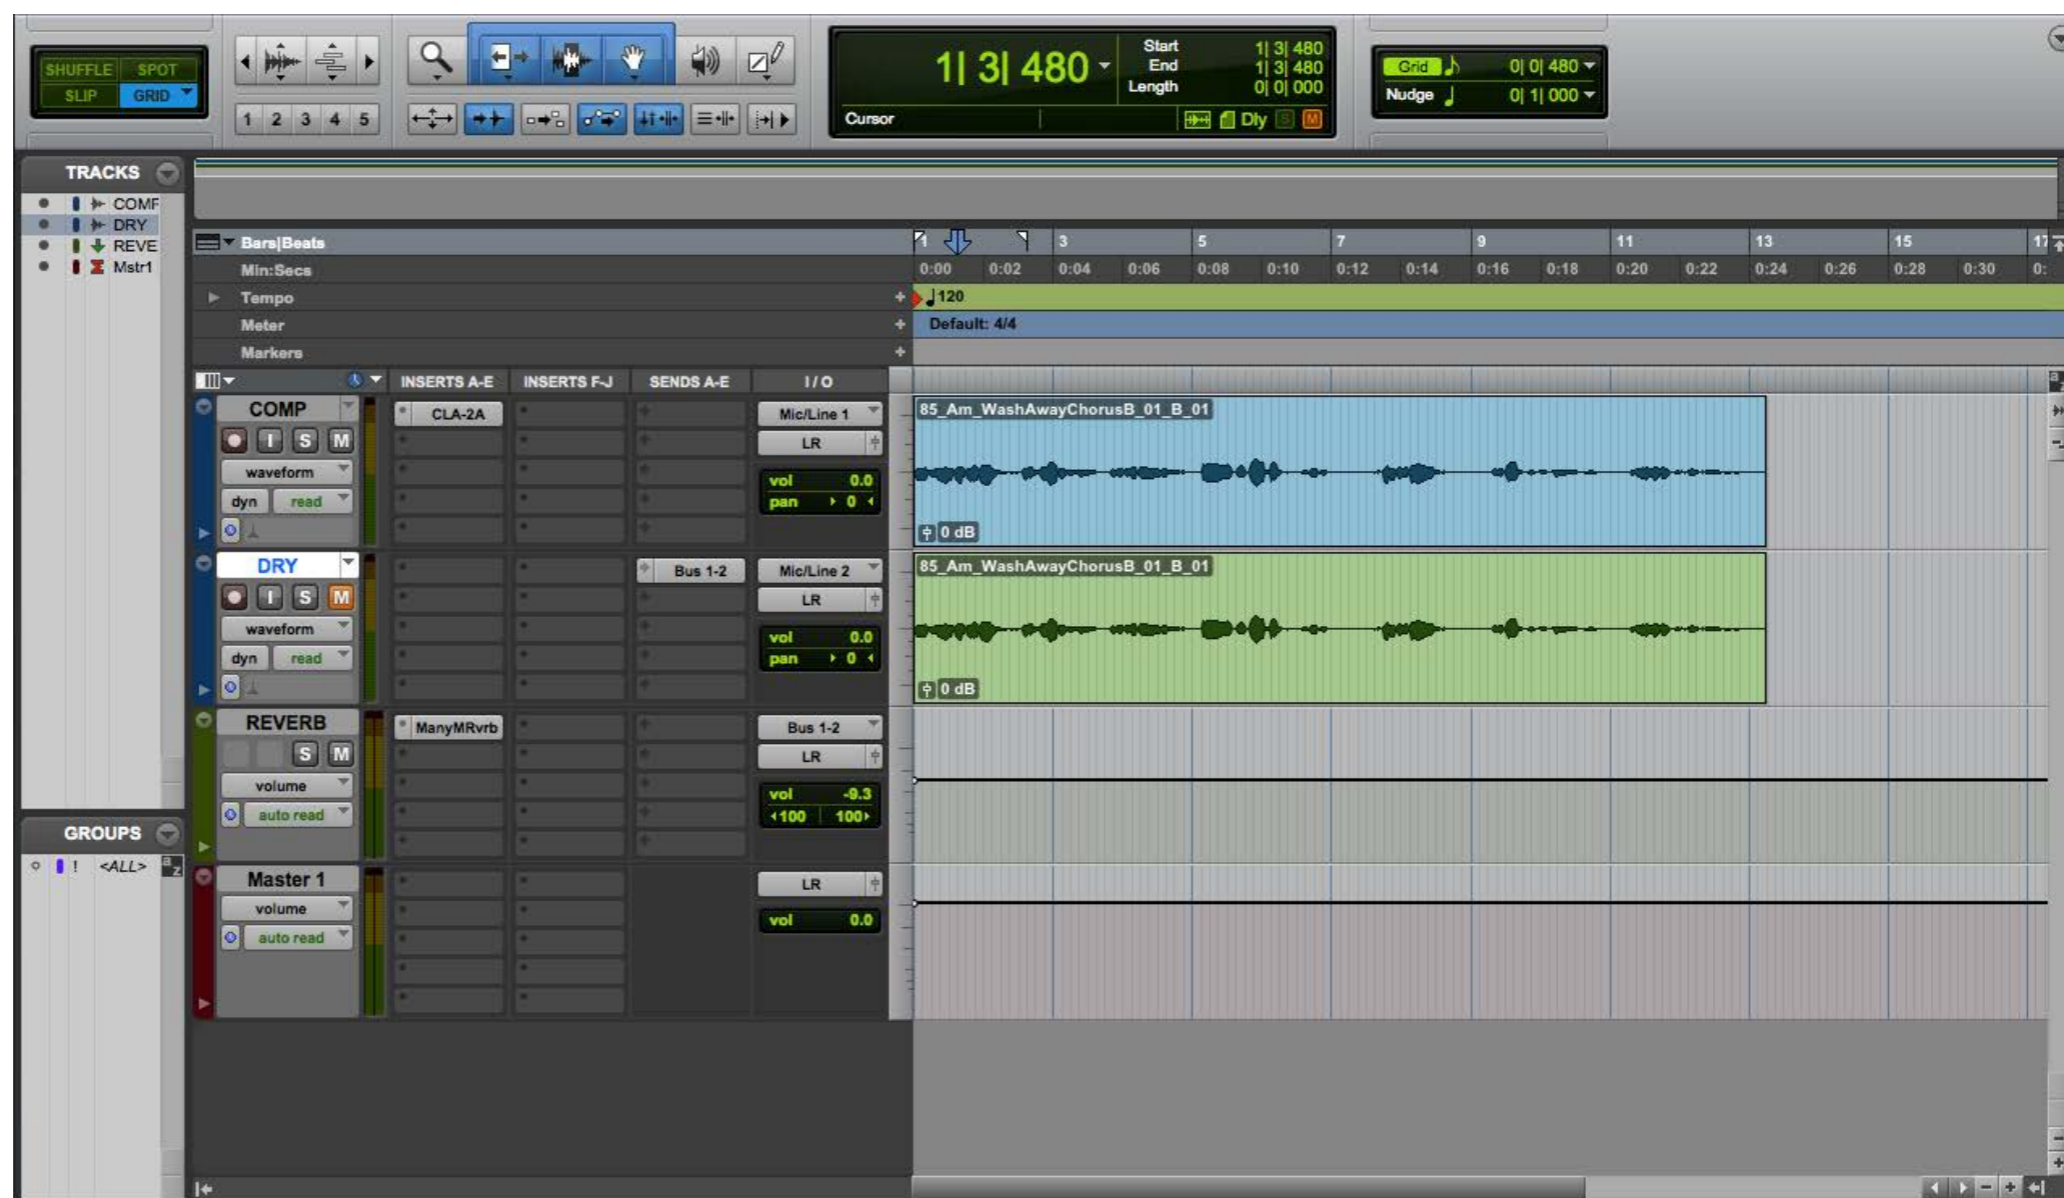 SHUFFLE SPOT
SLIP GRID
1 2 3 4 5
1| 3| 480
Start 1| 3| 480
End 1| 3| 480
Length 0| 0| 000
Cursor
Dly S M
Grid 0| 0| 480
Nudge 0| 1| 000
TRACKS
COMP
DRY
REVE
Mstr1
GROUPS
! <ALL>
a z
Bars|Beats 1 3 5 7 9 11 13 15 17
Min:Secs 0:00 0:02 0:04 0:06 0:08 0:10 0:12 0:14 0:16 0:18 0:20 0:22 0:24 0:26 0:28 0:30 0:
Tempo 120
Meter Default: 4/4
Markers
INSERTS A-E INSERTS F-J SENDS A-E I / O
COMP CLA-2A Mic/Line 1 85_Am_WashAwayChorusB_01_B_01
I S M LR
waveform vol 0.0
dyn read pan 0
0 dB
DRY Bus 1-2 Mic/Line 2 85_Am_WashAwayChorusB_01_B_01
I S M LR
waveform vol 0.0
dyn read pan 0
0 dB
REVERB ManyMRvrb Bus 1-2
S M LR
volume vol -9.3
auto read 100 100
Master 1 LR
volume vol 0.0
auto read